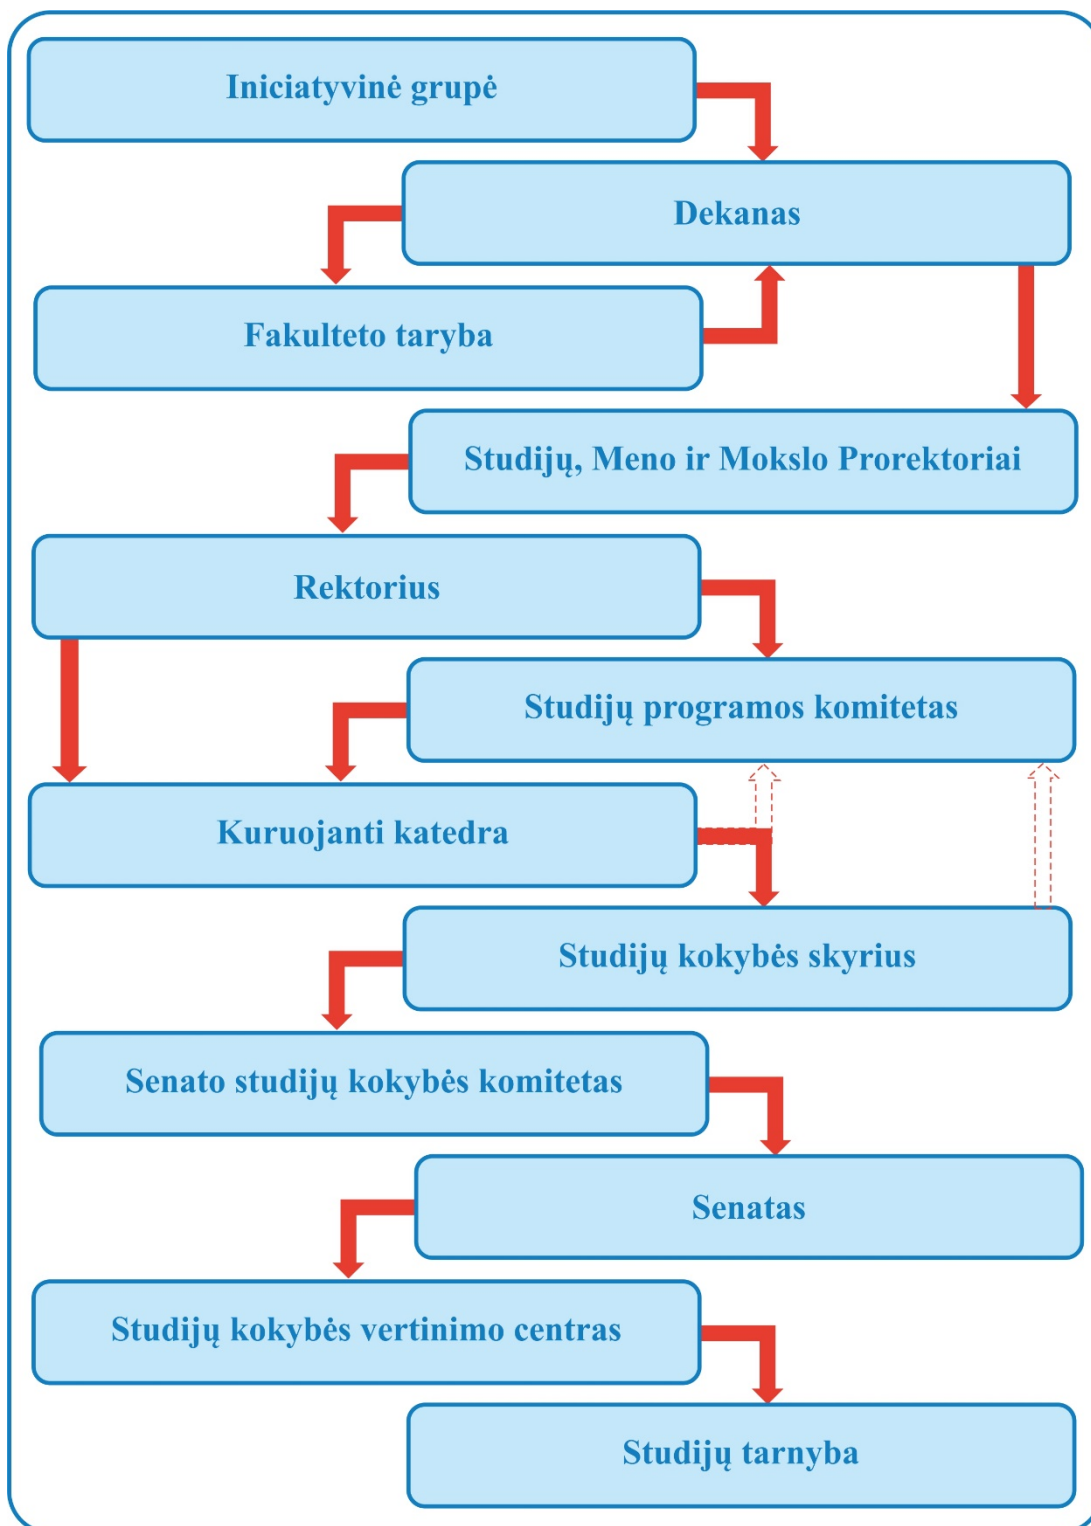 Iniciatyvinė grupė
Dekanas
Fakulteto taryba
Studijų, Meno ir Mokslo Prorektoriai
Rektorius
Studijų programos komitetas
Kuruojanti katedra
Studijų kokybės skyrius
Senato studijų kokybės komitetas
Senatas
Studijų kokybės vertinimo centras
Studijų tarnyba